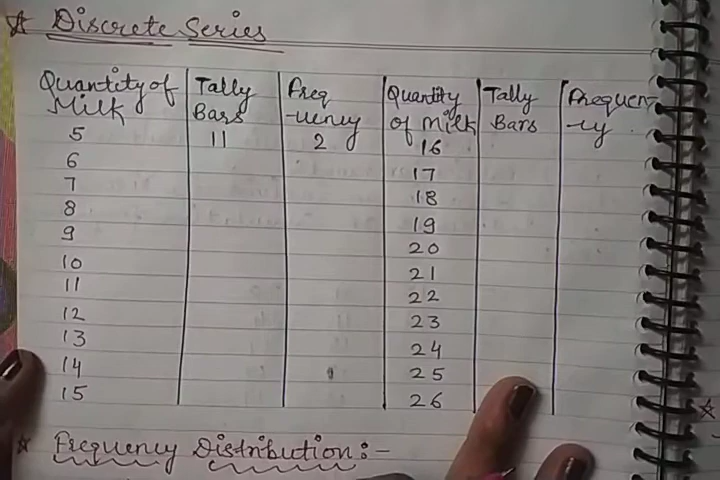 ☆ Discrete Series
Quantity of Milk | Tally Bars | Freq-uency | Quantity of Milk | Tally Bars | Frequen-cy
5 | 11 | 2 | 16
6 | 17
7 | 18
8 | 19
9 | 20
10 | 21
11 | 22
12 | 23
13 | 24
14 | 25
15 | 26
☆ Frequency Distribution :-